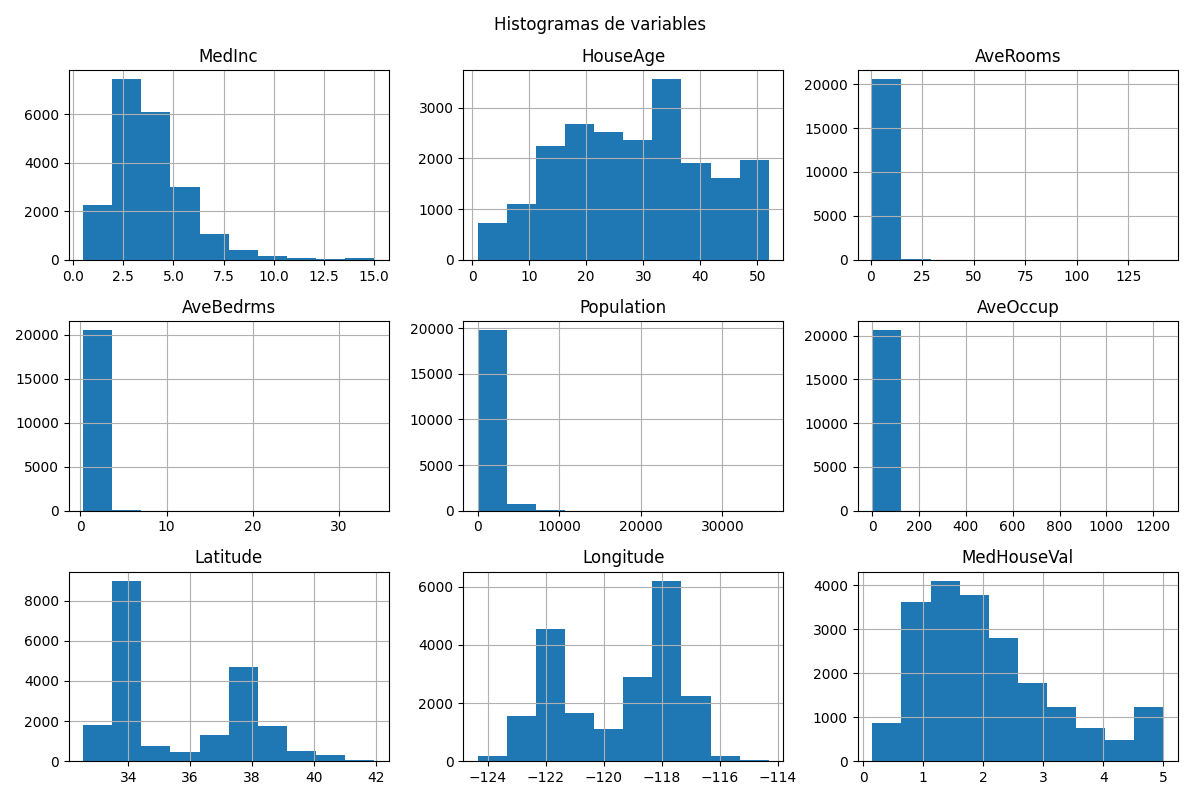 Histogramas de variables
MedInc
HouseAge
AveRooms
6000
4000
2000
0
0.0 2.5 5.0 7.5 10.0 12.5 15.0
3000
2000
1000
0
0 10 20 30 40 50
20000
15000
10000
5000
0
0 25 50 75 100 125
AveBedrms
Population
AveOccup
20000
15000
10000
5000
0
0 10 20 30
20000
15000
10000
5000
0
0 10000 20000 30000
20000
15000
10000
5000
0
0 200 400 600 800 1000 1200
Latitude
Longitude
MedHouseVal
8000
6000
4000
2000
0
34 36 38 40 42
6000
4000
2000
0
−124 −122 −120 −118 −116 −114
4000
3000
2000
1000
0
0 1 2 3 4 5